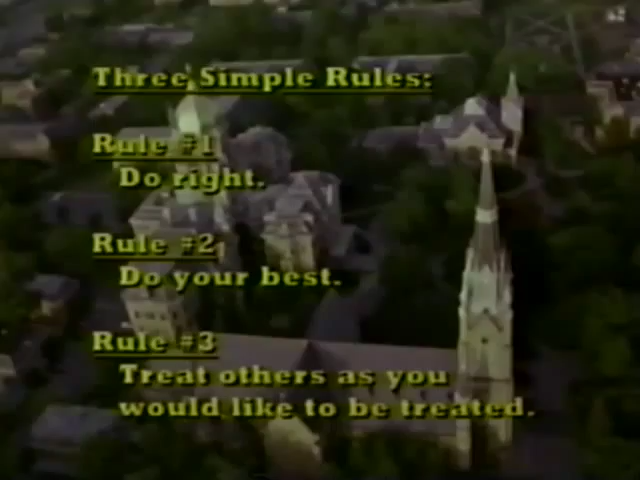 Three Simple Rules:
Rule #1
Do right.
Rule #2
Do your best.
Rule #3
Treat others as you
would like to be treated.